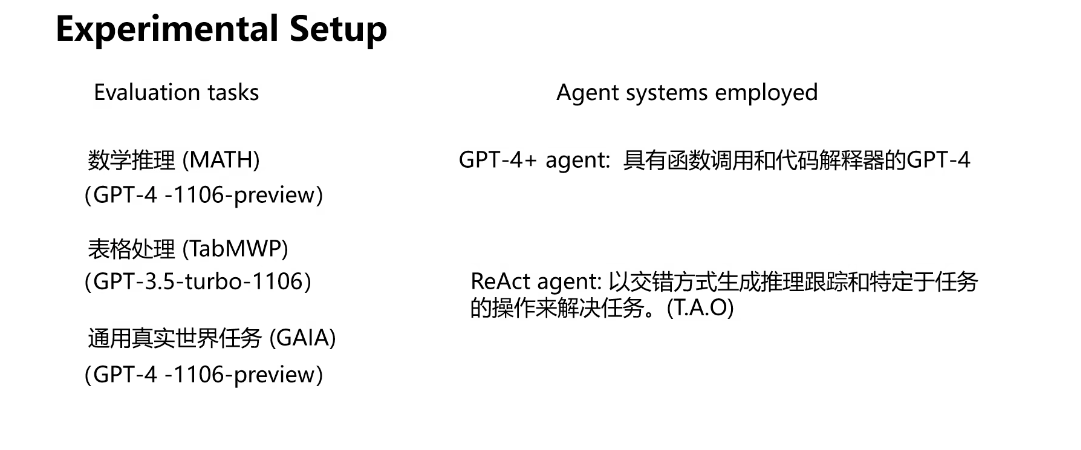 Experimental Setup
Evaluation tasks
Agent systems employed
数学推理 (MATH)
(GPT-4 -1106-preview)
GPT-4+ agent: 具有函数调用和代码解释器的GPT-4
表格处理 (TabMWP)
(GPT-3.5-turbo-1106)
ReAct agent: 以交错方式生成推理跟踪和特定于任务
的操作来解决任务。(T.A.O)
通用真实世界任务 (GAIA)
(GPT-4 -1106-preview)